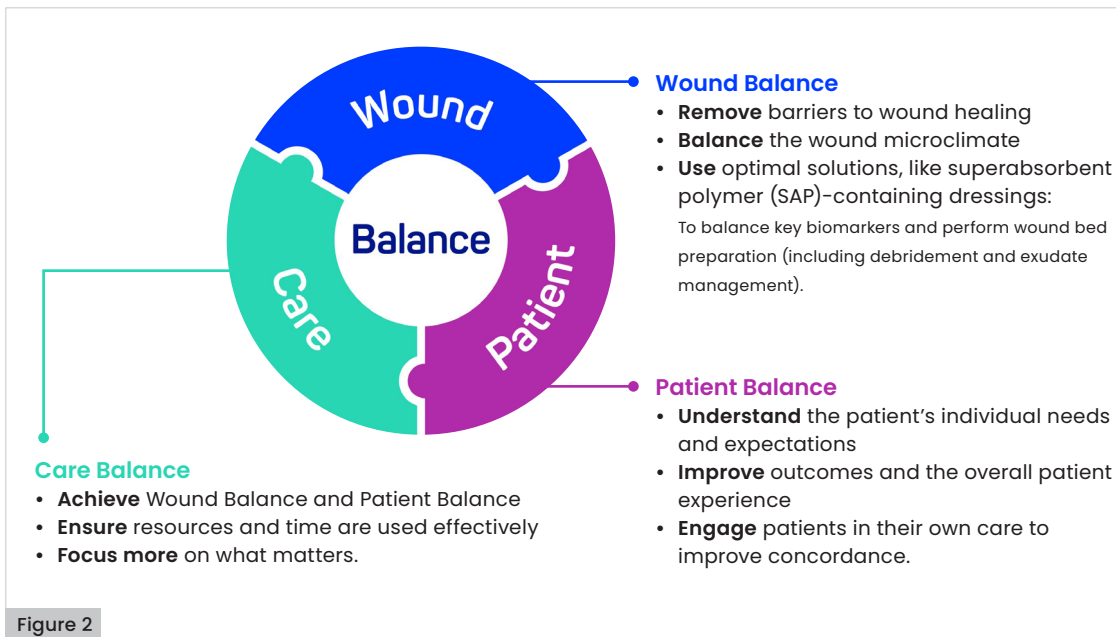 Wound
Balance
Care
Patient
Wound Balance
• Remove barriers to wound healing
• Balance the wound microclimate
• Use optimal solutions, like superabsorbent
polymer (SAP)-containing dressings:
To balance key biomarkers and perform wound bed
preparation (including debridement and exudate
management).
Patient Balance
• Understand the patient’s individual needs
and expectations
• Improve outcomes and the overall patient
experience
• Engage patients in their own care to
improve concordance.
Care Balance
• Achieve Wound Balance and Patient Balance
• Ensure resources and time are used effectively
• Focus more on what matters.
Figure 2